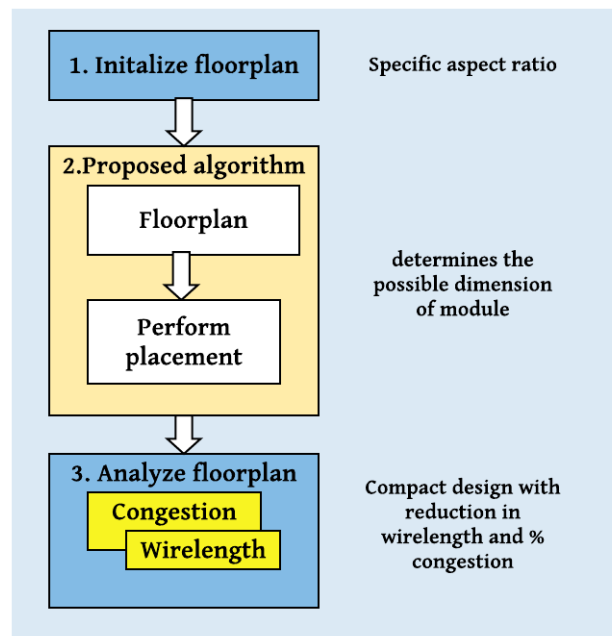 1. Initalize floorplan
Specific aspect ratio
2.Proposed algorithm
Floorplan
Perform
placement
determines the
possible dimension
of module
3. Analyze floorplan
Congestion
Wirelength
Compact design with
reduction in
wirelength and %
congestion